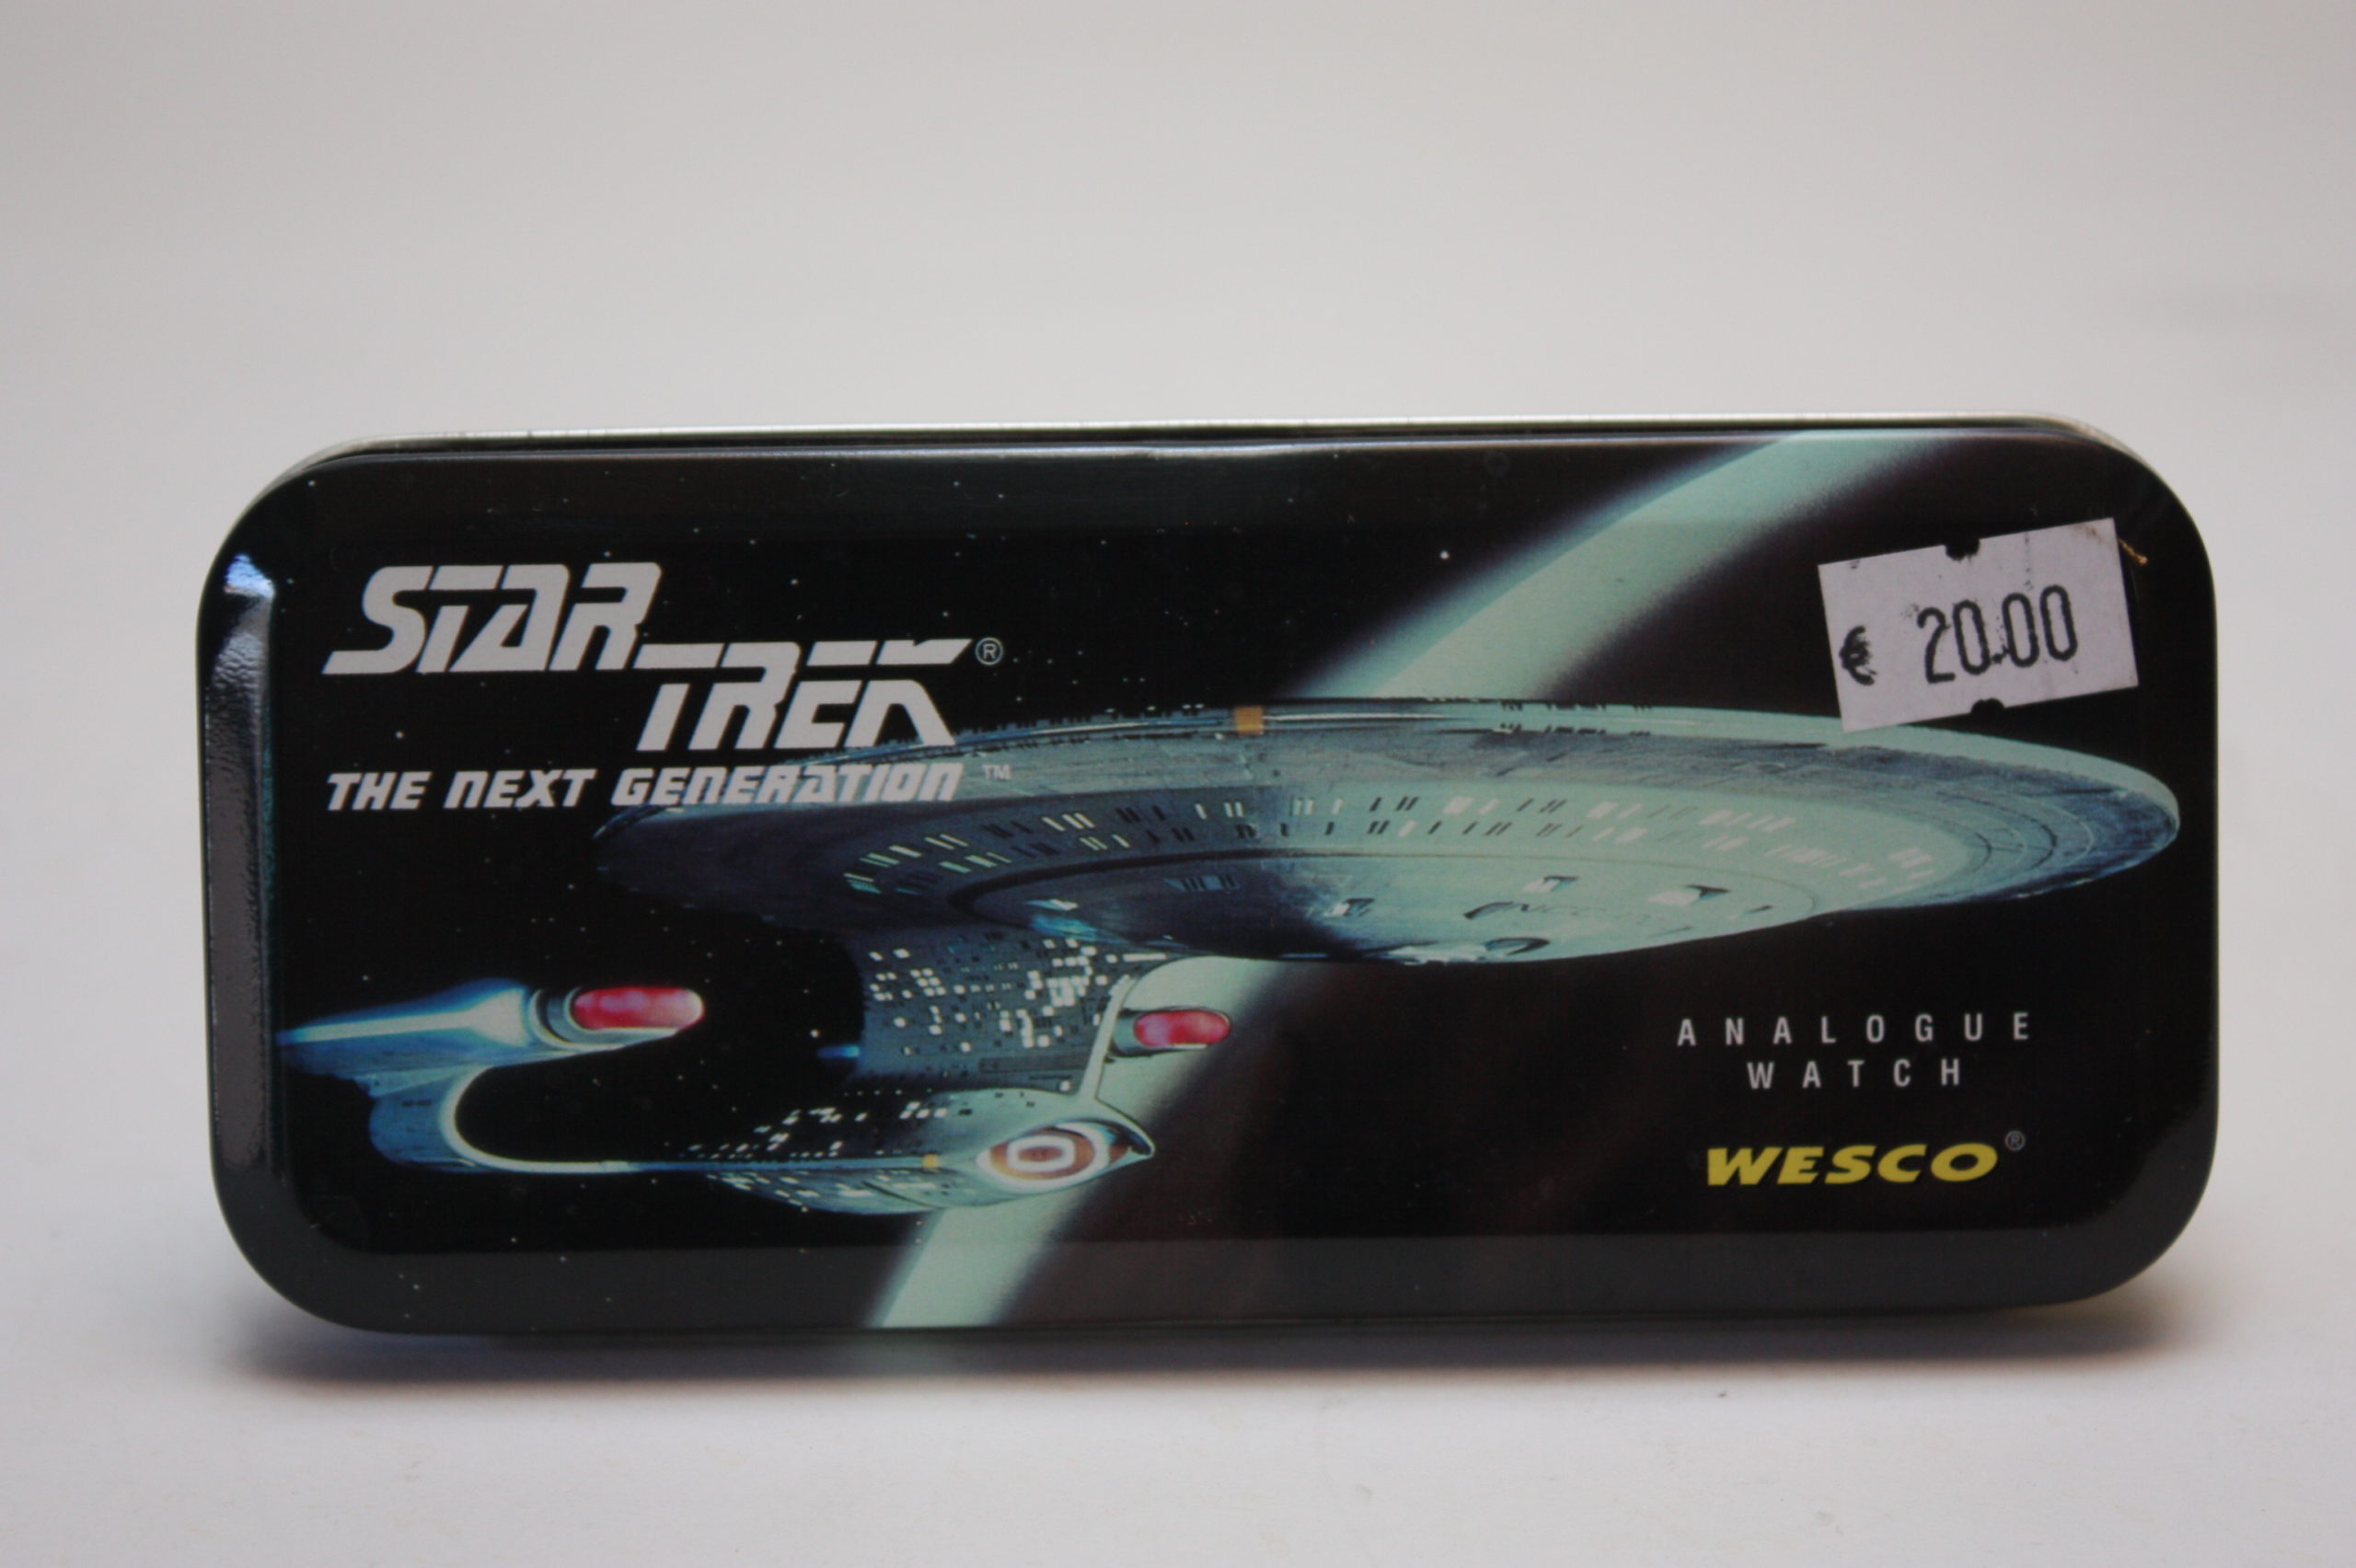 STAR
TREK®
THE NEXT GENERATION™
€ 20.00
ANALOGUE
WATCH
WESCO®